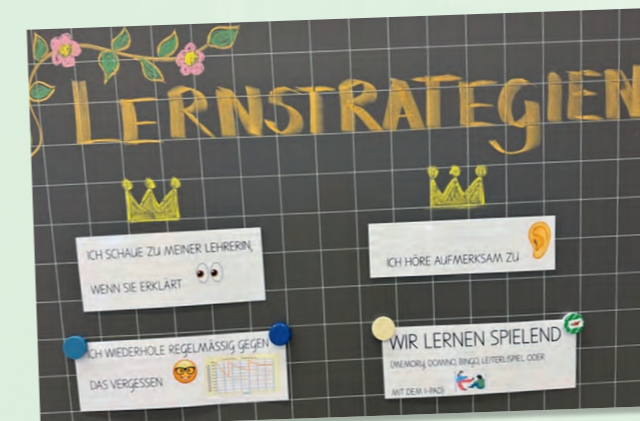 LERNSTRATEGIEN
ICH SCHAUE ZU MEINER LEHRERIN,
WENN SIE ERKLÄRT
ICH HÖRE AUFMERKSAM ZU
ICH WIEDERHOLE REGELMÄSSIG GEGEN
DAS VERGESSEN
WIR LERNEN SPIELEND
(MEMORY, DOMINO, BINGO, LEITERLISPIEL ODER
MIT DEM I-PAD)